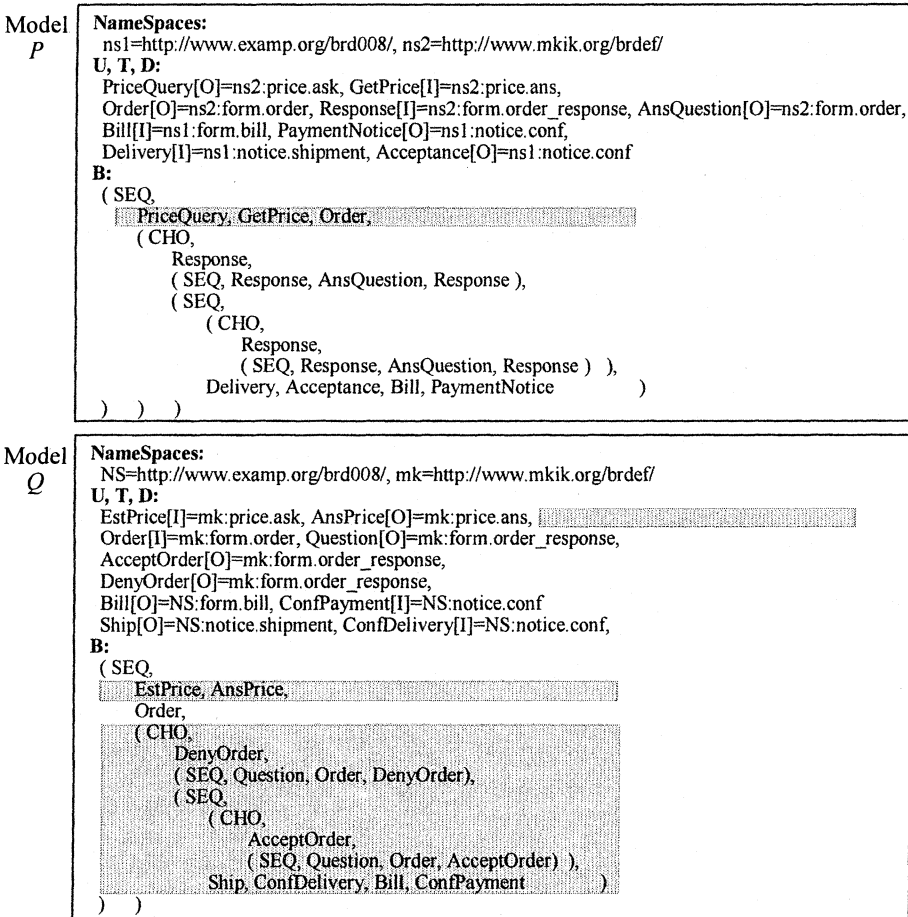 Model P
NameSpaces:
ns1=http://www.examp.org/brd008/, ns2=http://www.mkik.org/brdef/
U, T, D:
PriceQuery[O]=ns2:price.ask, GetPrice[I]=ns2:price.ans,
Order[O]=ns2:form.order, Response[I]=ns2:form.order_response, AnsQuestion[O]=ns2:form.order,
Bill[I]=ns1:form.bill, PaymentNotice[O]=ns1:notice.conf,
Delivery[I]=ns1:notice.shipment, Acceptance[O]=ns1:notice.conf
B:
( SEQ,
PriceQuery, GetPrice, Order,
( CHO,
Response,
( SEQ, Response, AnsQuestion, Response ),
( SEQ,
( CHO,
Response,
( SEQ, Response, AnsQuestion, Response ) ),
Delivery, Acceptance, Bill, PaymentNotice )
) ) )
Model Q
NameSpaces:
NS=http://www.examp.org/brd008/, mk=http://www.mkik.org/brdef/
U, T, D:
EstPrice[I]=mk:price.ask, AnsPrice[O]=mk:price.ans,
Order[I]=mk:form.order, Question[O]=mk:form.order_response,
AcceptOrder[O]=mk:form.order_response,
DenyOrder[O]=mk:form.order_response,
Bill[O]=NS:form.bill, ConfPayment[I]=NS:notice.conf
Ship[O]=NS:notice.shipment, ConfDelivery[I]=NS:notice.conf,
B:
( SEQ,
EstPrice, AnsPrice,
Order,
( CHO,
DenyOrder,
( SEQ, Question, Order, DenyOrder),
( SEQ,
( CHO,
AcceptOrder,
( SEQ, Question, Order, AcceptOrder) ),
Ship, ConfDelivery, Bill, ConfPayment )
) )